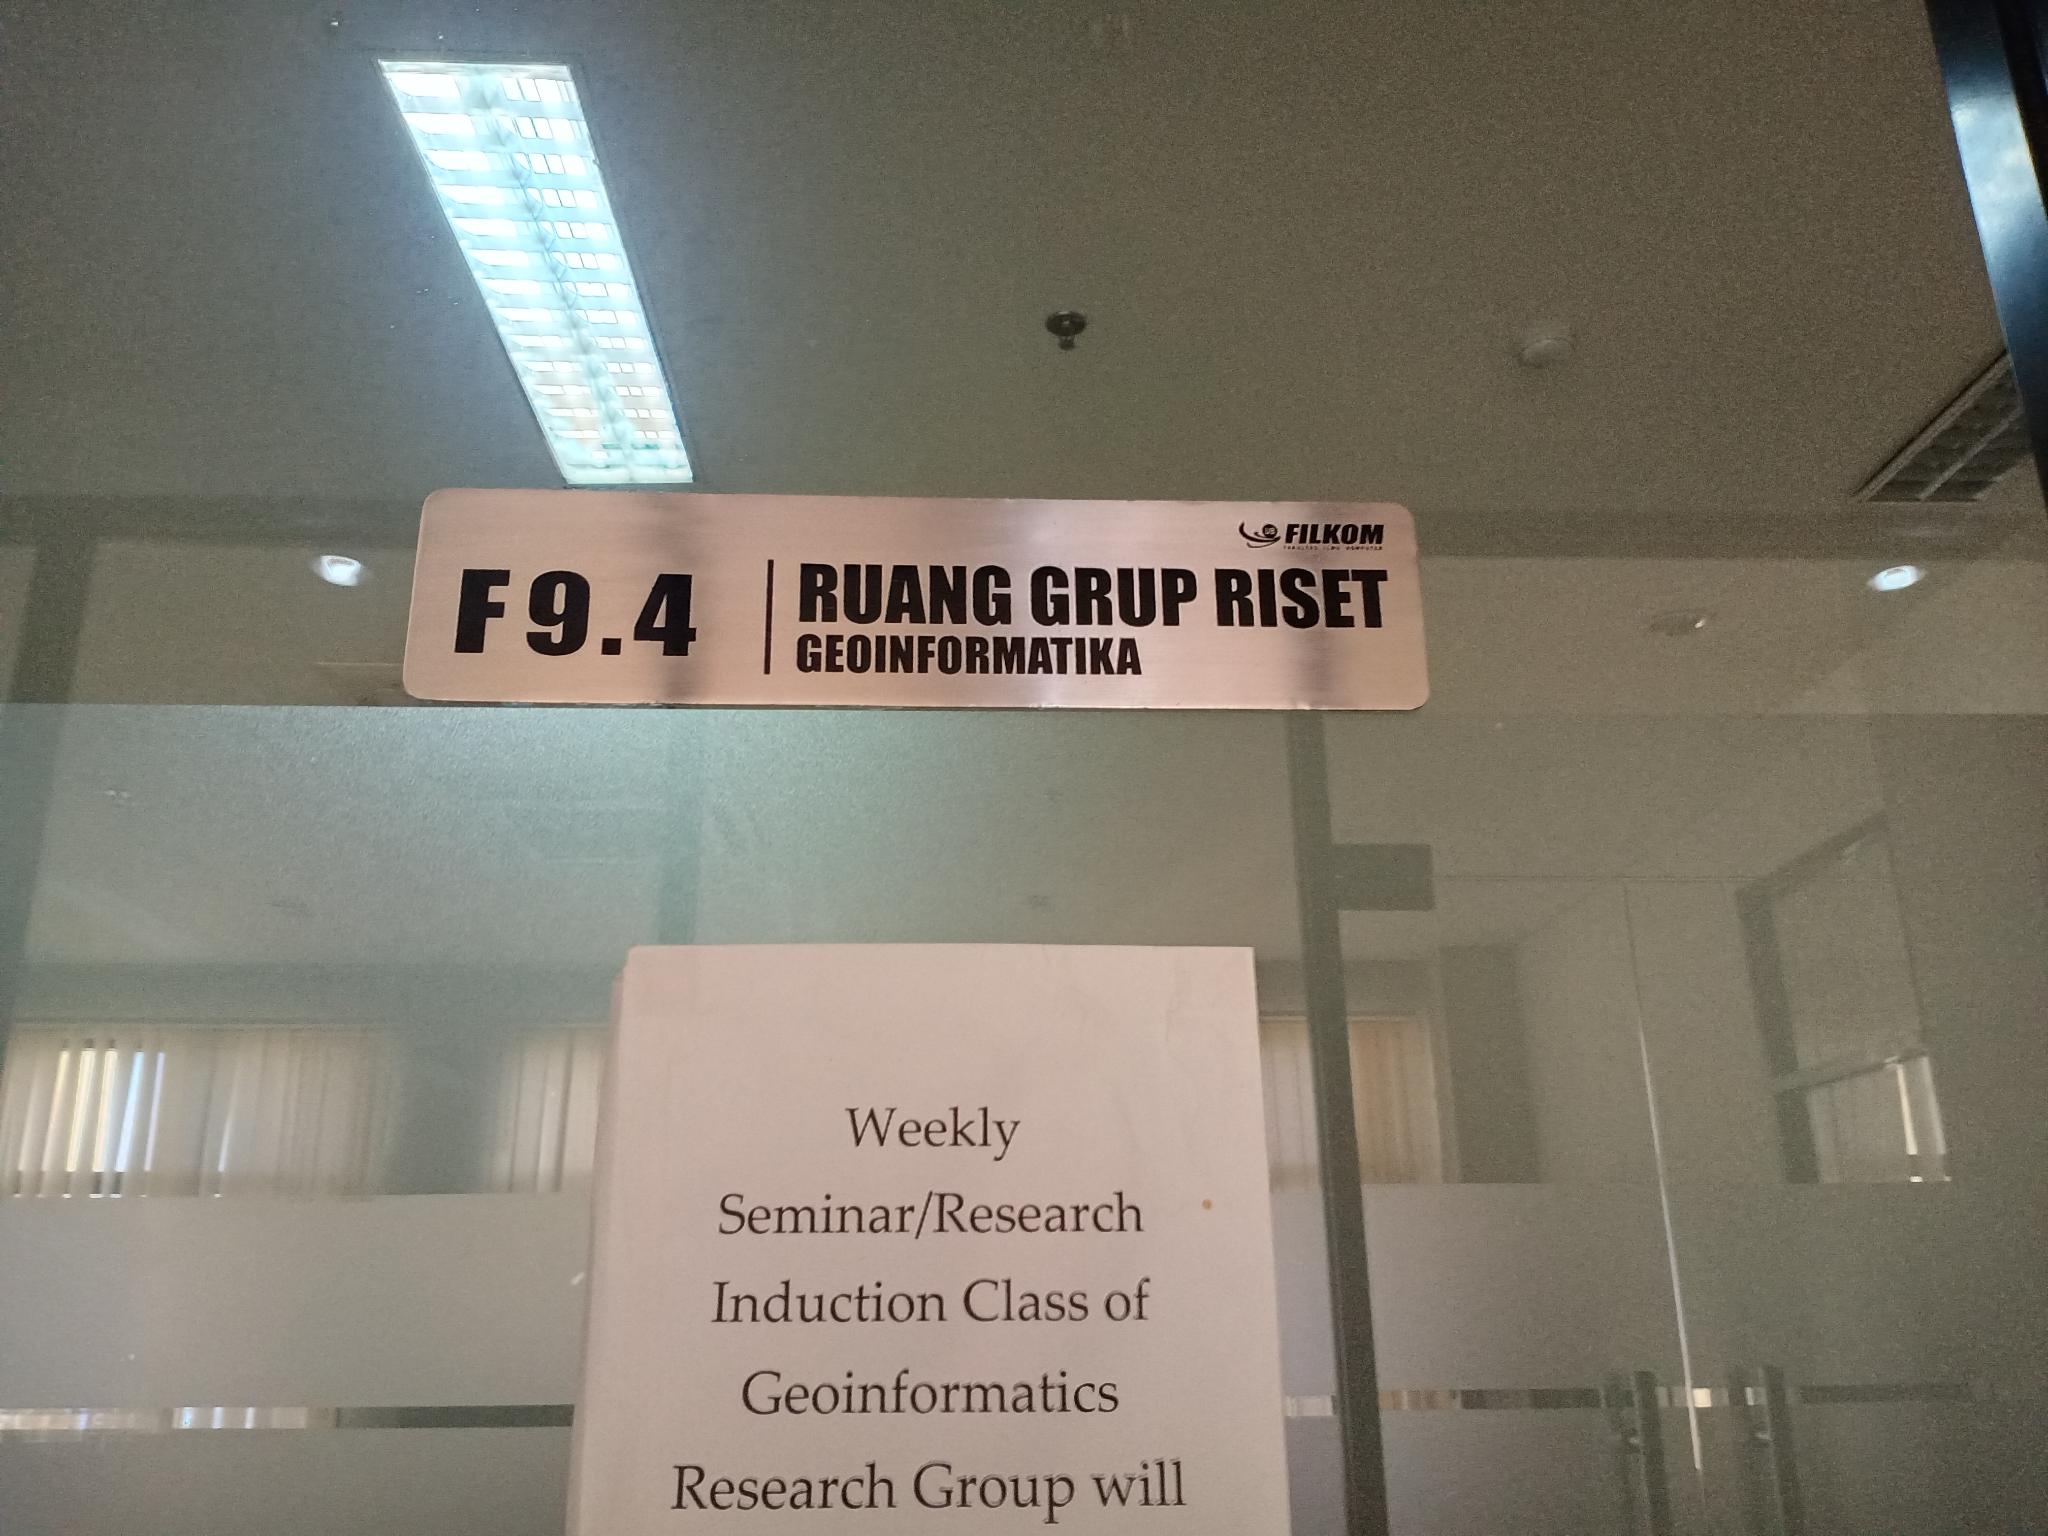 FILKOM
FAKULTAS ILMU KOMPUTER
F9.4
RUANG GRUP RISET
GEOINFORMATIKA
Weekly
Seminar/Research
Induction Class of
Geoinformatics
Research Group will